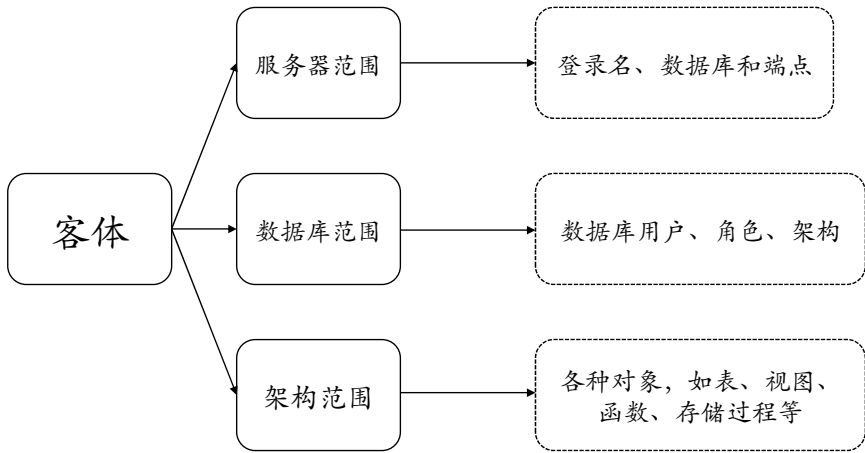 服务器范围
登录名、数据库和端点
客体
数据库范围
数据库用户、角色、架构
架构范围
各种对象，如表、视图、
函数、存储过程等